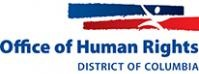 Office of Human Rights
DISTRICT OF COLUMBIA